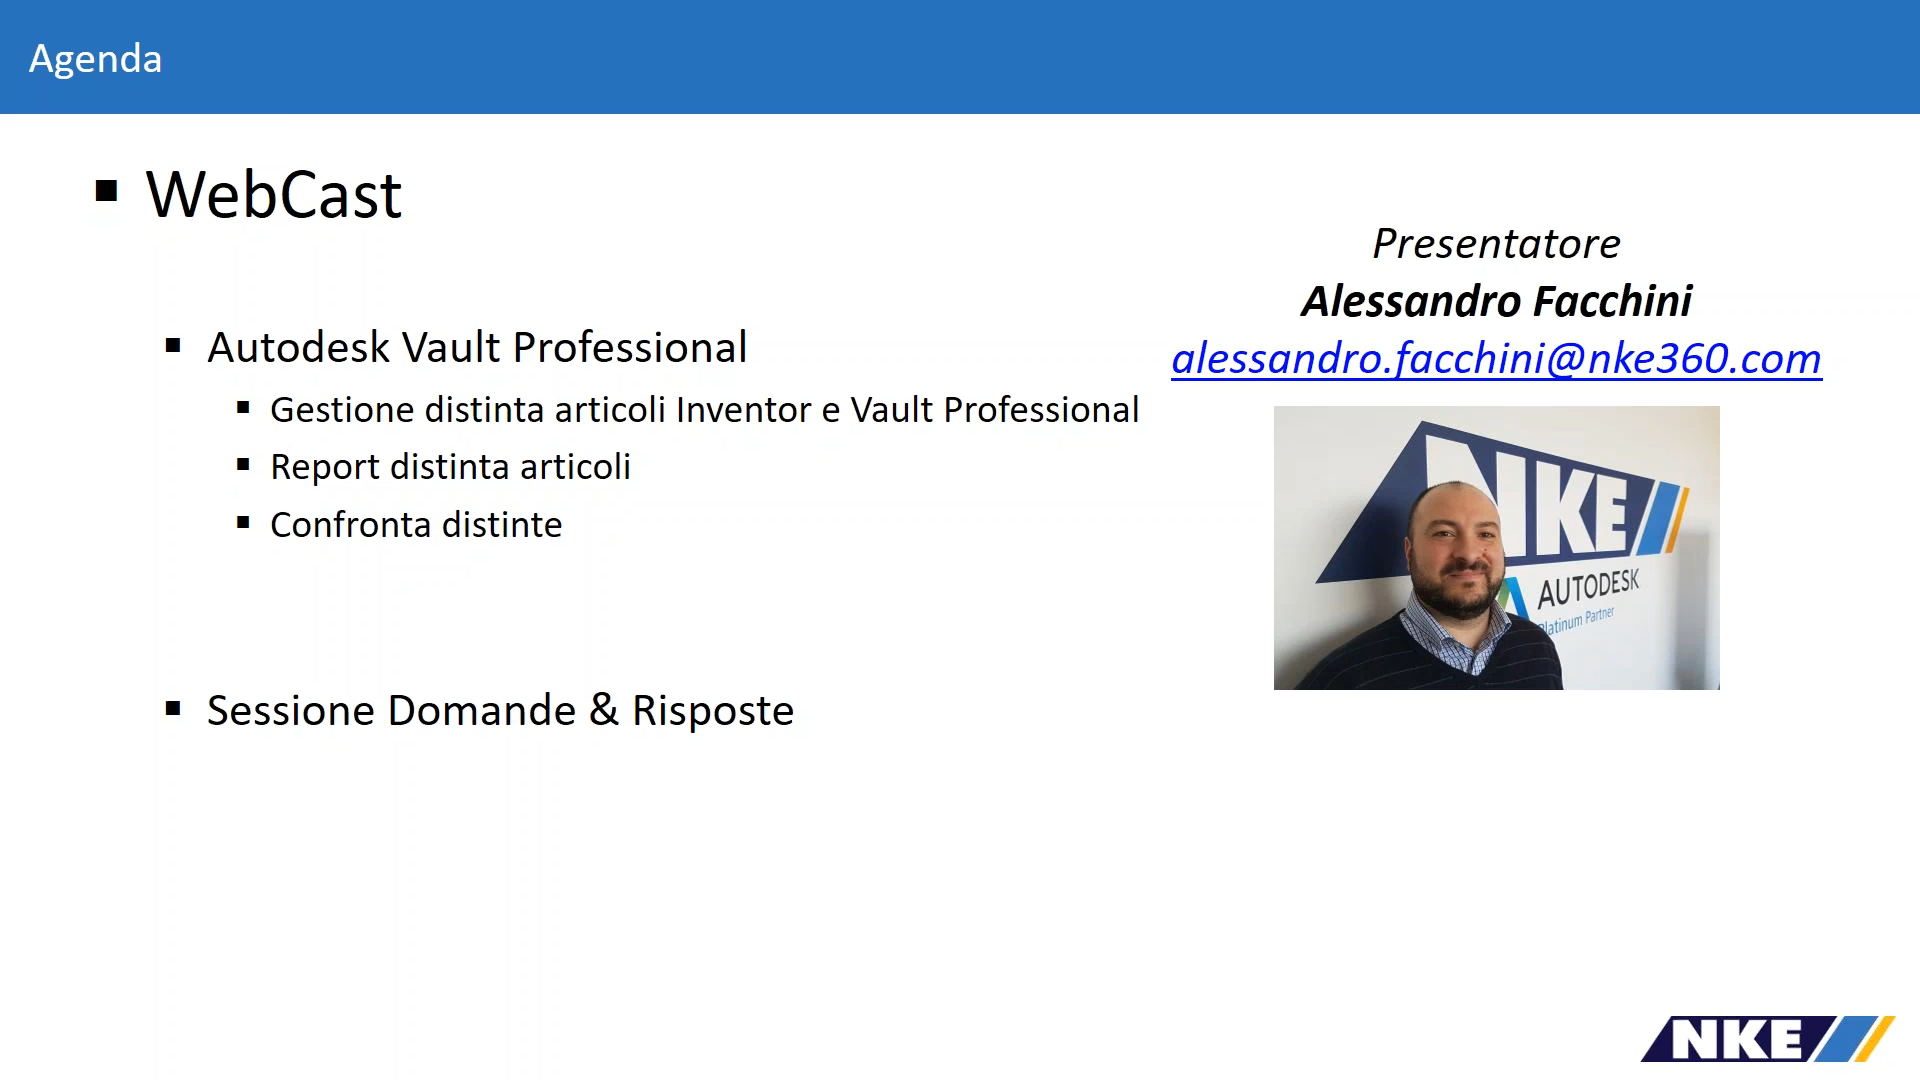 Agenda
WebCast
Autodesk Vault Professional
Gestione distinta articoli Inventor e Vault Professional
Report distinta articoli
Confronta distinte
Sessione Domande & Risposte
Presentatore
Alessandro Facchini
alessandro.facchini@nke360.com
NKE
AUTODESK
Platinum Partner
NKE